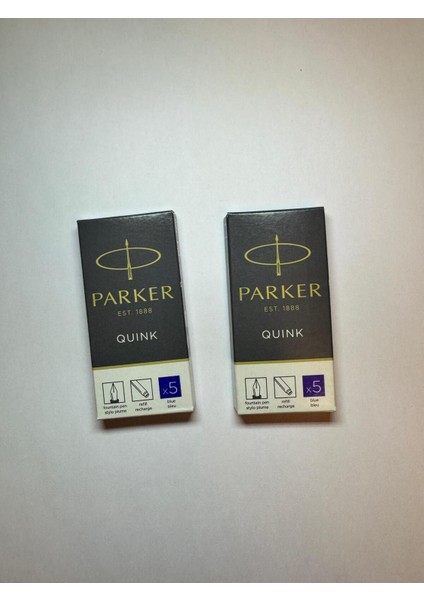 PARKER
EST. 1888
QUINK
fountain pen
stylo plume
refill
recharge
x5
blue
bleu
PARKER
EST. 1888
QUINK
fountain pen
stylo plume
refill
recharge
x5
blue
bleu